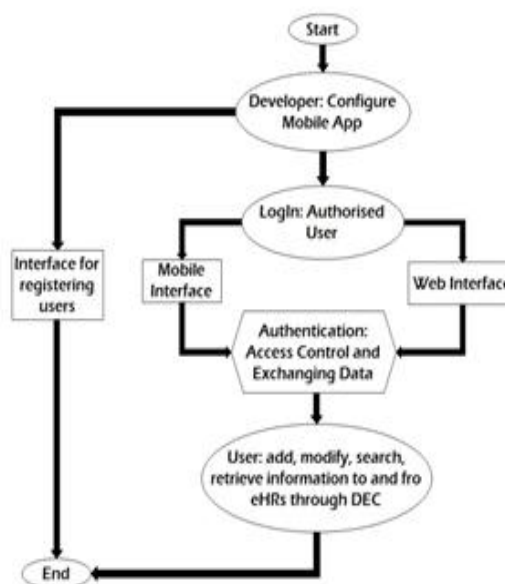 Start
Developer: Configure
Mobile App
LogIn: Authorised
User
Interface for
registering
users
Mobile
Interface
Web Interface
Authentication:
Access Control and
Exchanging Data
User: add, modify, search,
retrieve information to and fro
eHRs through DEC
End